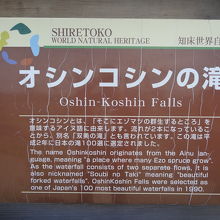 SHIRETOKO
WORLD NATURAL HERITAGE
知床世界自
オシンコシンの滝
Oshin-Koshin Falls
オシンコシンとは、「そこにエゾマツの群生するところ」を
意味するアイヌ語に由来します。流れが2本になっていること
から、別名「双美の滝」とも言われています。この滝は平
成2年に日本の滝100選に選定されました。
The name Oshinkoshin originates from the Ainu lan-
guage, meaning "a place where many Ezo spruce grow".
As the waterfall consists of two separate flows, it is
also nicknamed "Soubi no Taki" meaning "beautiful
forked waterfalls". Oshin-Koshin Falls were selected as
one of Japan's 100 most beautiful waterfalls in 1990.